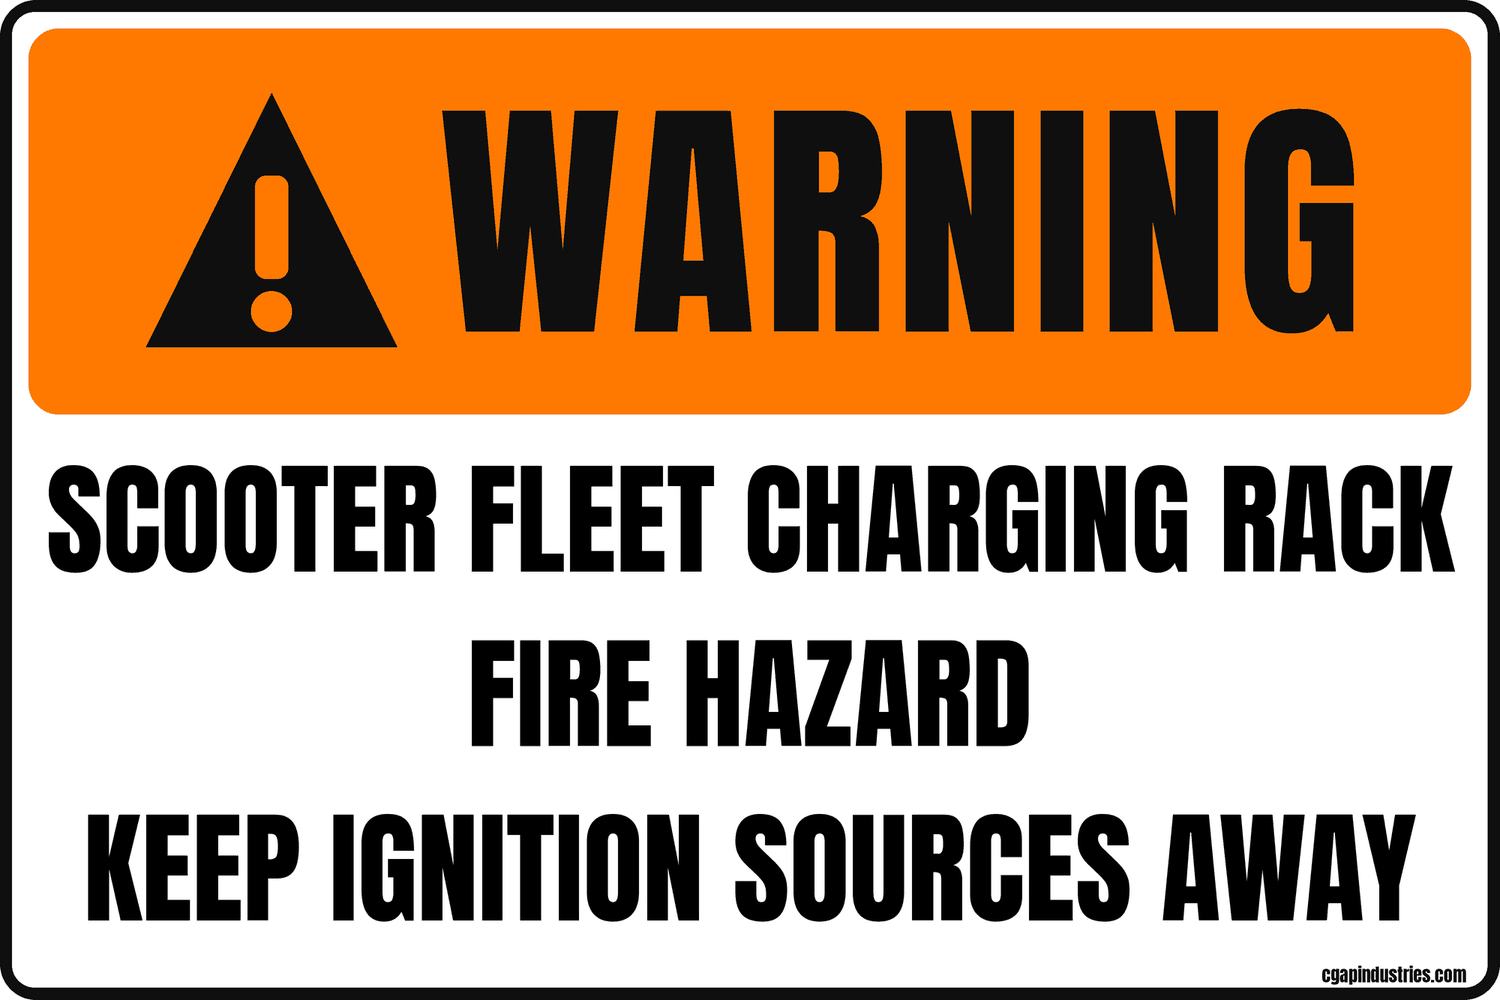 WARNING
SCOOTER FLEET CHARGING RACK
FIRE HAZARD
KEEP IGNITION SOURCES AWAY
cgapindustries.com